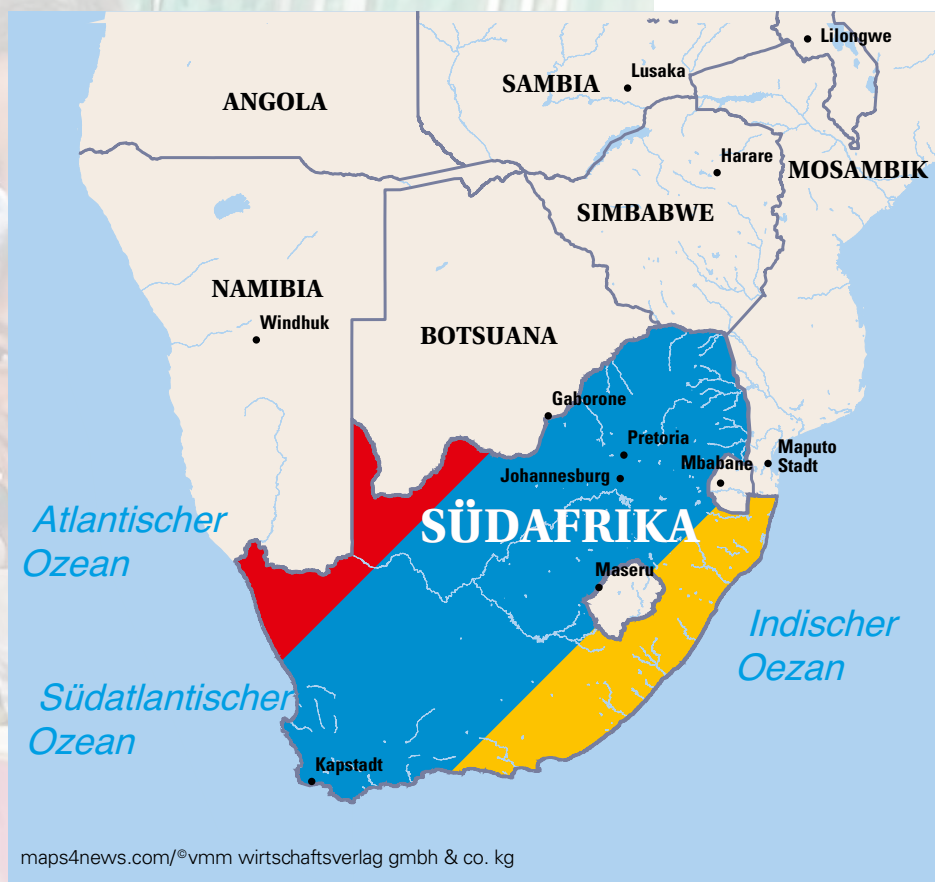 Lilongwe
Lusaka
SAMBIA
ANGOLA
Harare
MOSAMBIK
SIMBABWE
NAMIBIA
Windhuk
BOTSUANA
Gaborone
Pretoria
Maputo
Stadt
Mbabane
Johannesburg
SÜDAFRIKA
Atlantischer
Ozean
Maseru
Indischer
Oezan
Südatlantischer
Ozean
Kapstadt
maps4news.com/©vmm wirtschaftsverlag gmbh & co. kg